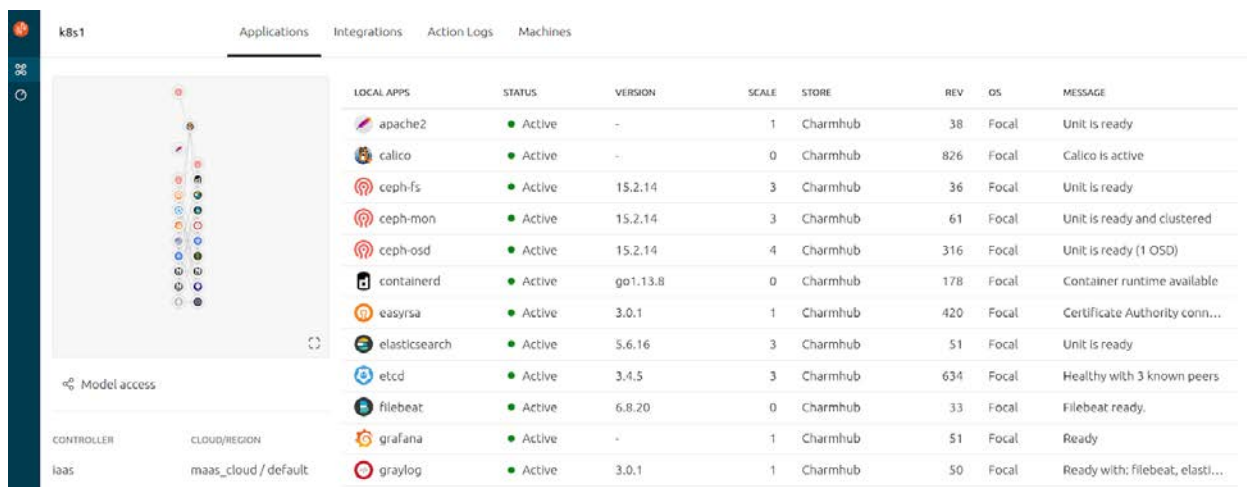 k8s1 Applications Integrations Action Logs Machines
LOCAL APPS STATUS VERSION SCALE STORE REV OS MESSAGE
apache2 Active - 1 Charmhub 38 Focal Unit is ready
calico Active - 0 Charmhub 826 Focal Calico is active
ceph-fs Active 15.2.14 3 Charmhub 36 Focal Unit is ready
ceph-mon Active 15.2.14 3 Charmhub 61 Focal Unit is ready and clustered
ceph-osd Active 15.2.14 4 Charmhub 316 Focal Unit is ready (1 OSD)
containerd Active go1.13.8 0 Charmhub 178 Focal Container runtime available
easyrsa Active 3.0.1 1 Charmhub 420 Focal Certificate Authority conn...
elasticsearch Active 5.6.16 3 Charmhub 51 Focal Unit is ready
etcd Active 3.4.5 3 Charmhub 634 Focal Healthy with 3 known peers
filebeat Active 6.8.20 0 Charmhub 33 Focal Filebeat ready.
grafana Active - 1 Charmhub 51 Focal Ready
graylog Active 3.0.1 1 Charmhub 50 Focal Ready with: filebeat, elasti...
Model access
CONTROLLER CLOUD/REGION
iaas maas_cloud / default